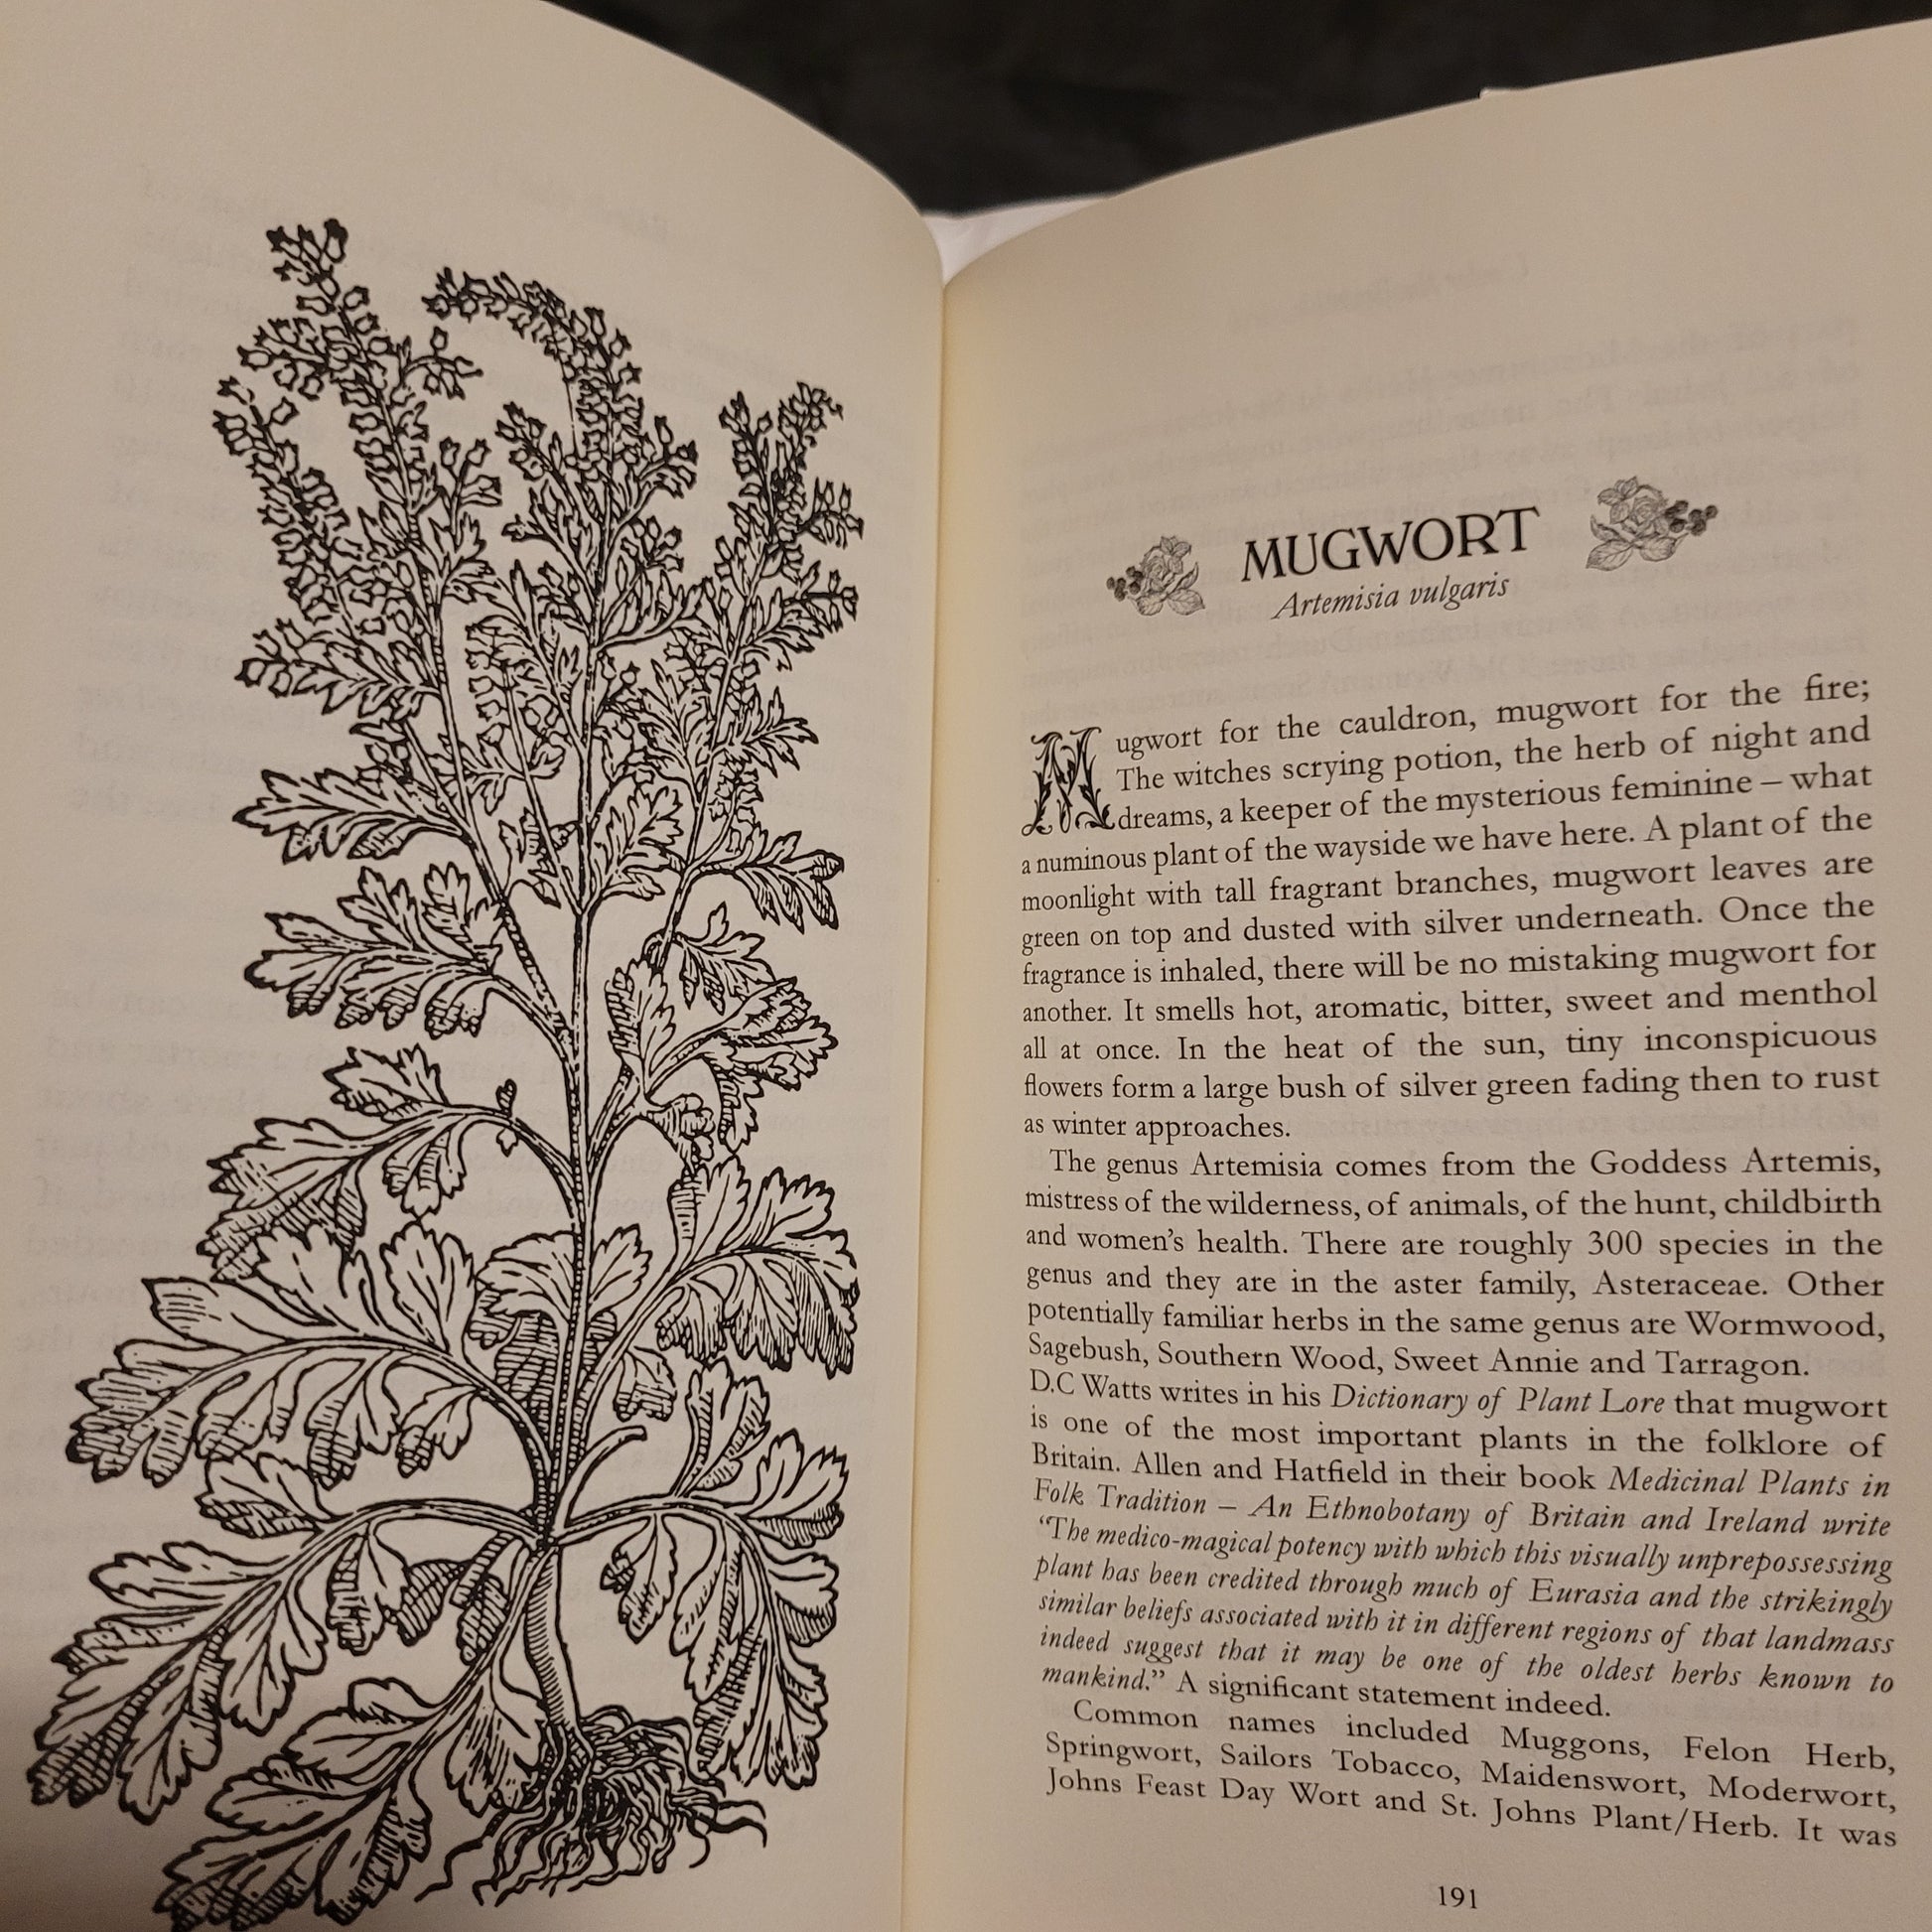 MUGWORT
Artemisia vulgaris
Mugwort for the cauldron, mugwort for the fire;
The witches scrying potion, the herb of night and
dreams, a keeper of the mysterious feminine – what
a numinous plant of the wayside we have here. A plant of the
moonlight with tall fragrant branches, mugwort leaves are
green on top and dusted with silver underneath. Once the
fragrance is inhaled, there will be no mistaking mugwort for
another. It smells hot, aromatic, bitter, sweet and menthol
all at once. In the heat of the sun, tiny inconspicuous
flowers form a large bush of silver green fading then to rust
as winter approaches.
The genus Artemisia comes from the Goddess Artemis,
mistress of the wilderness, of animals, of the hunt, childbirth
and women's health. There are roughly 300 species in the
genus and they are in the aster family, Asteraceae. Other
potentially familiar herbs in the same genus are Wormwood,
Sagebush, Southern Wood, Sweet Annie and Tarragon.
D.C Watts writes in his Dictionary of Plant Lore that mugwort
is one of the most important plants in the folklore of
Britain. Allen and Hatfield in their book Medicinal Plants in
Folk Tradition – An Ethnobotany of Britain and Ireland write
“The medico-magical potency with which this visually unprepossessing
plant has been credited through much of Eurasia and the strikingly
similar beliefs associated with it in different regions of that landmass
indeed suggest that it may be one of the oldest herbs known to
mankind.” A significant statement indeed.
Common names included Muggons, Felon Herb,
Springwort, Sailors Tobacco, Maidenswort, Moderwort,
Johns Feast Day Wort and St. Johns Plant/Herb. It was
191